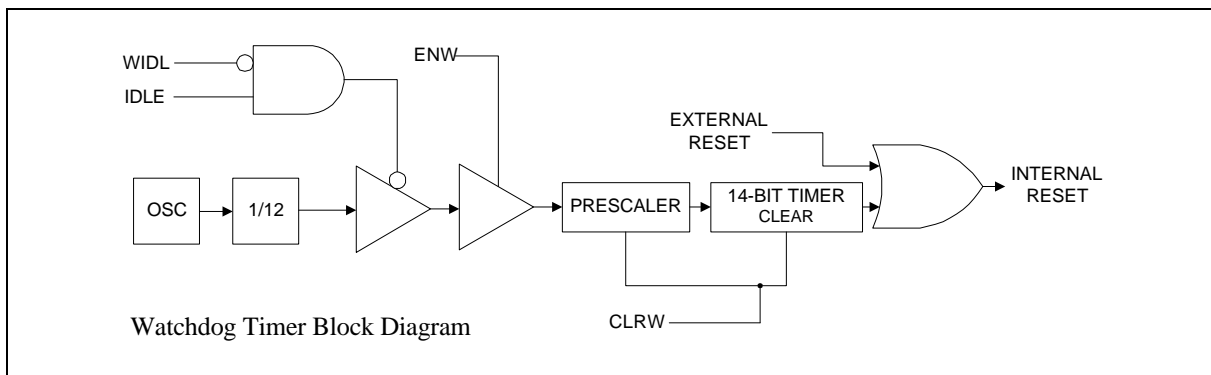 WIDL
IDLE
ENW
EXTERNAL
RESET
OSC
1/12
PRESCALER
14-BIT TIMER
CLEAR
INTERNAL
RESET
CLRW
Watchdog Timer Block Diagram